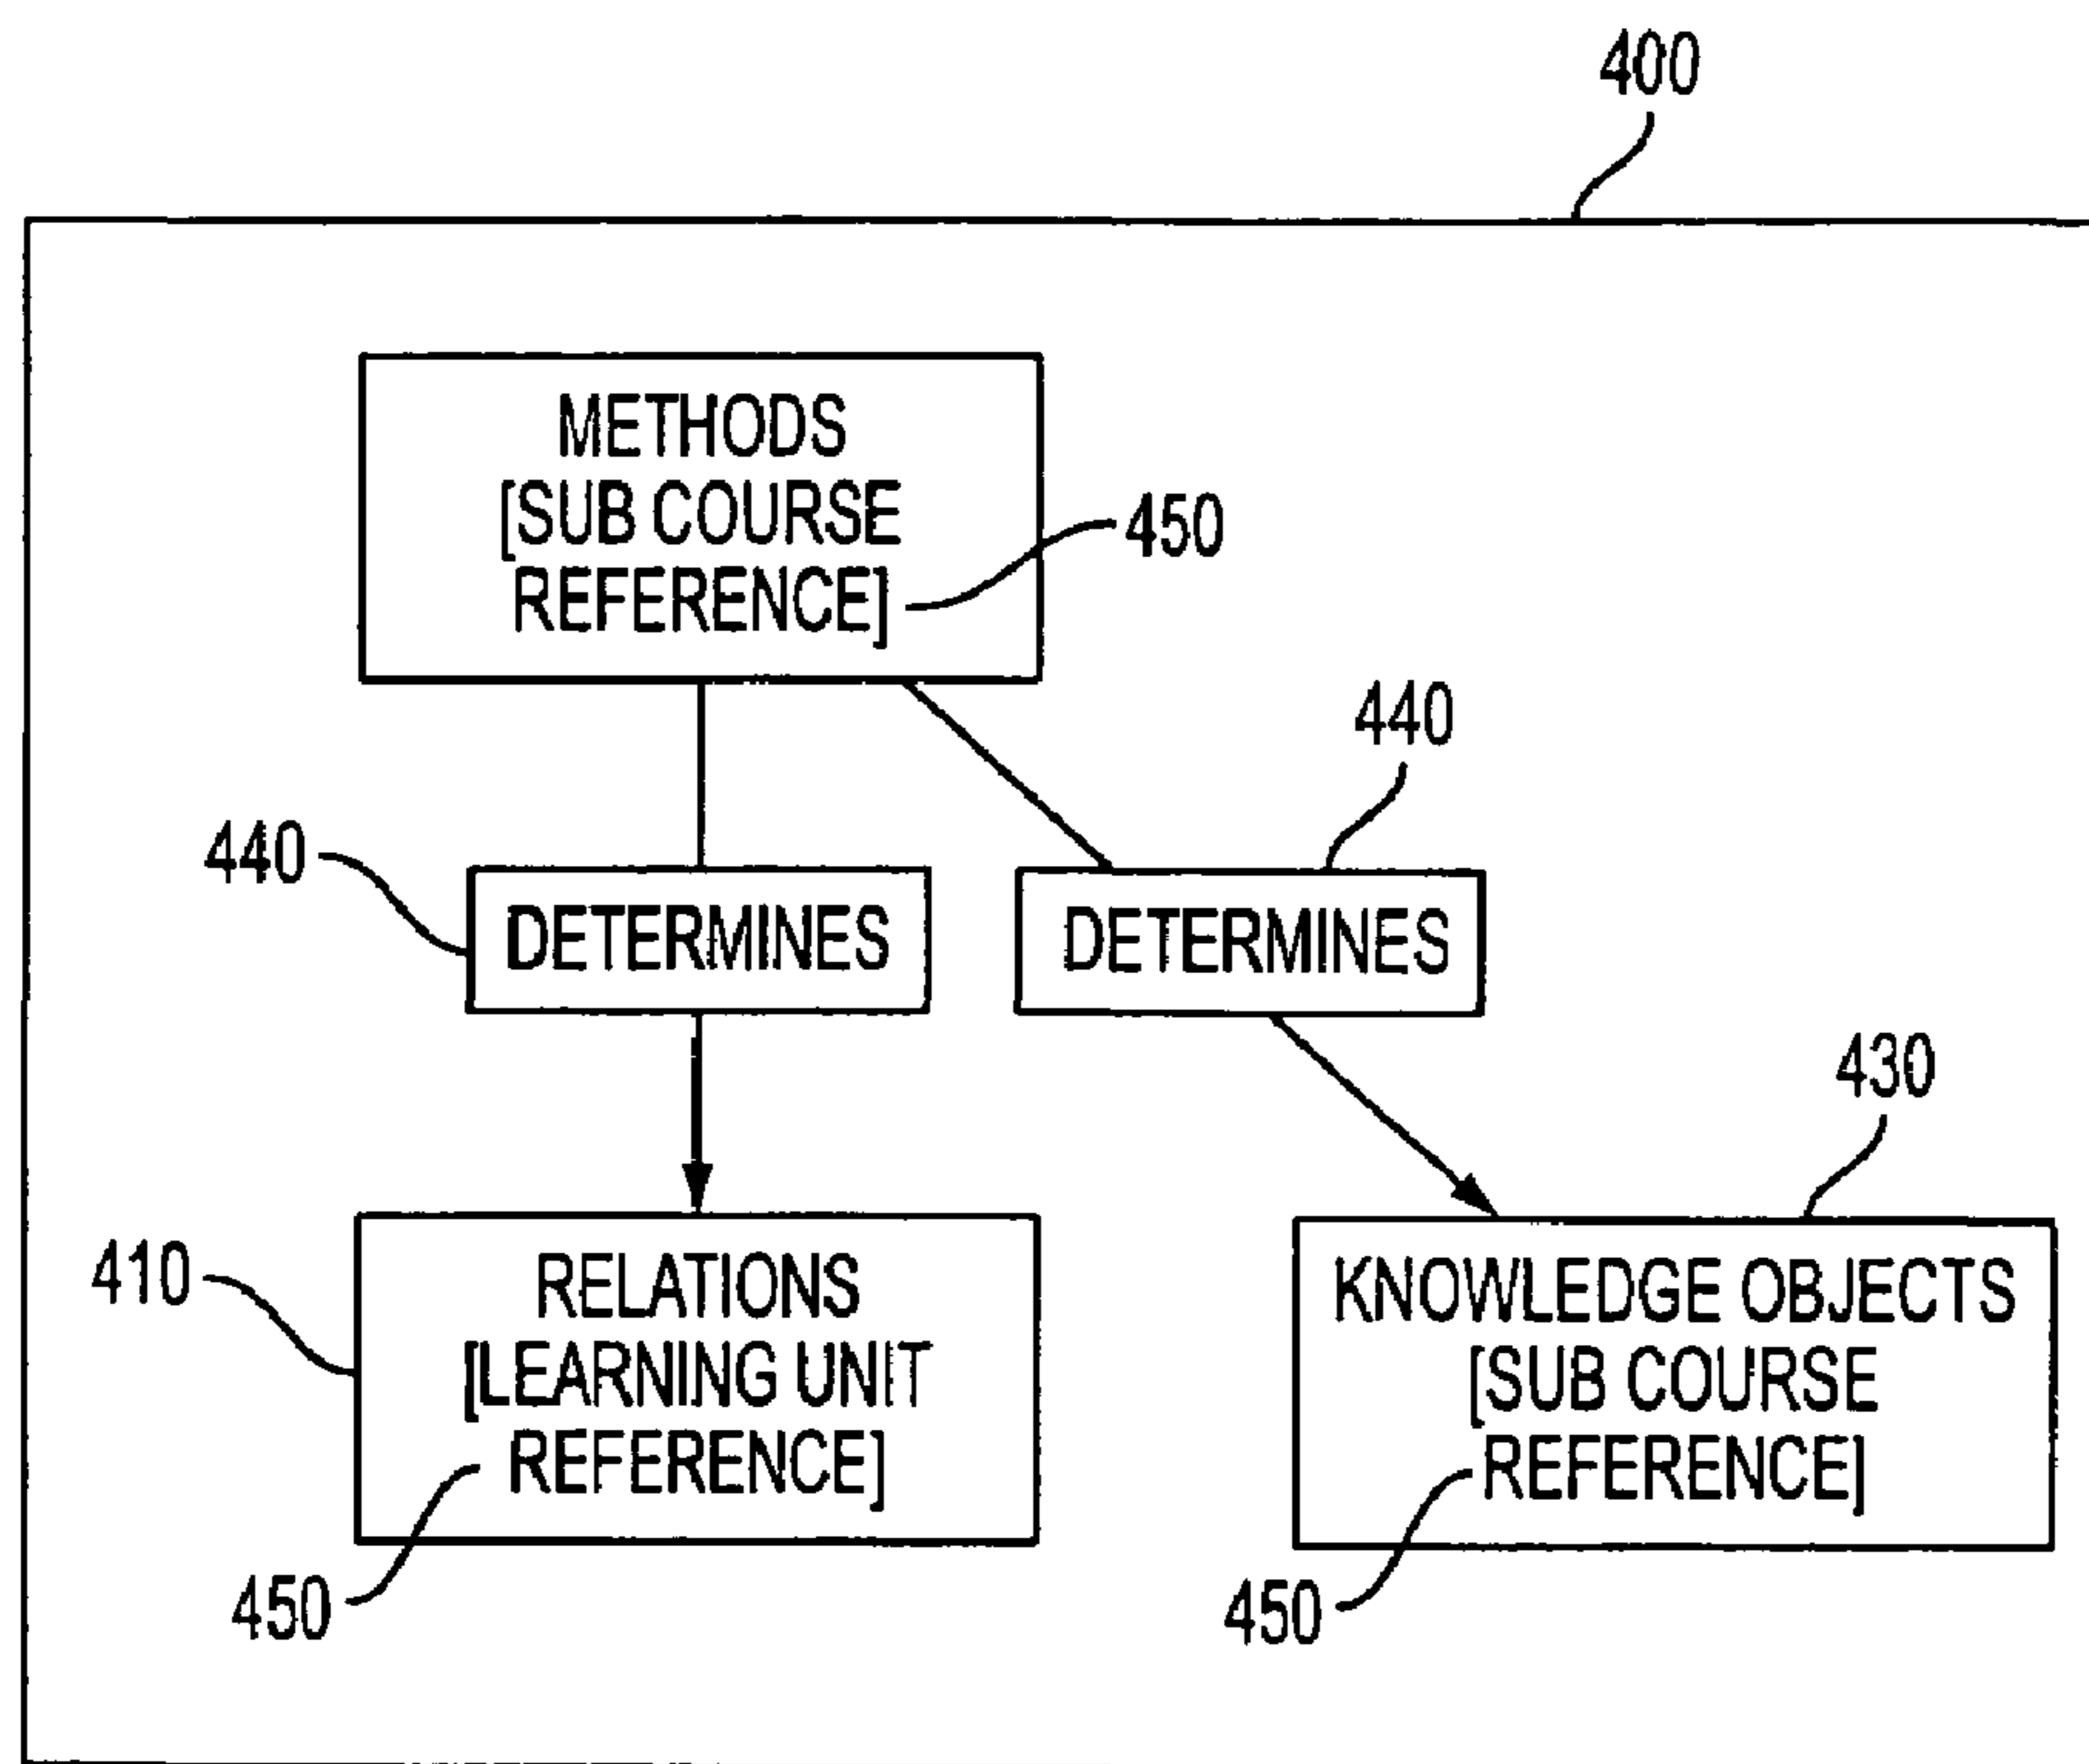 400
METHODS
[SUB COURSE
REFERENCE]
450
440
440
DETERMINES
DETERMINES
430
410
RELATIONS
[LEARNING UNIT
REFERENCE]
KNOWLEDGE OBJECTS
[SUB COURSE
REFERENCE]
450
450